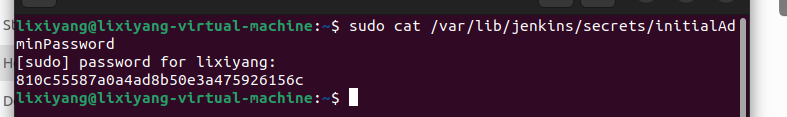 lixiyang@lixiyang-virtual-machine:~$ sudo cat /var/lib/jenkins/secrets/initialAd
minPassword
[sudo] password for lixiyang:
810c55587a0a4ad8b50e3a475926156c
lixiyang@lixiyang-virtual-machine:~$